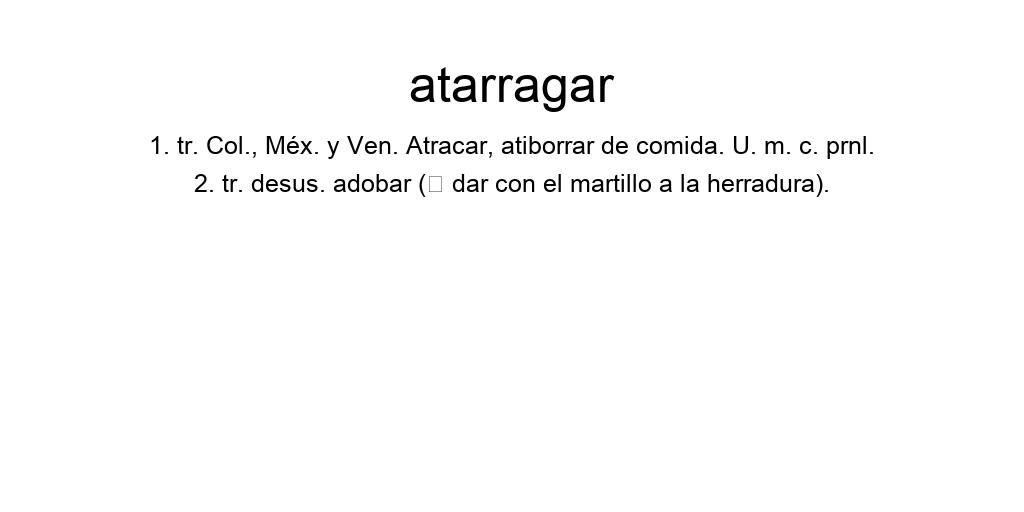 atarragar
1. tr. Col., Méx. y Ven. Atracar, atiborrar de comida. U. m. c. prnl.
2. tr. desus. adobar (□ dar con el martillo a la herradura).